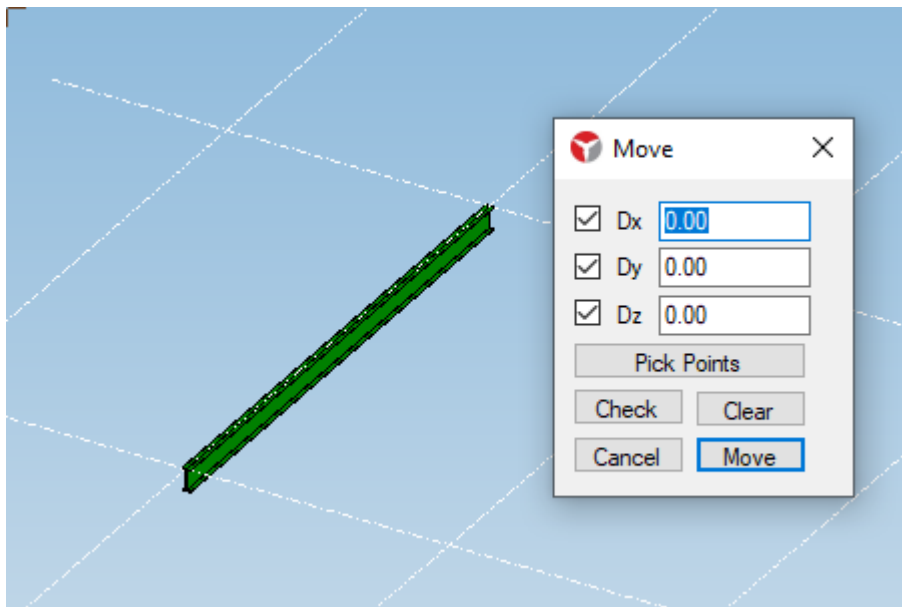 Move
Dx 0.00
Dy 0.00
Dz 0.00
Pick Points
Check Clear
Cancel Move